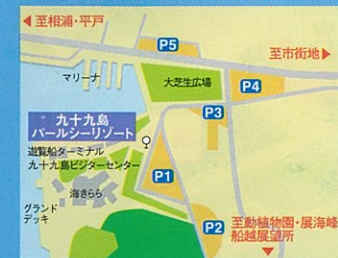 至相浦・平戸
P5
至市街地
マリーナ
大芝生広場
P4
P3
九十九島
パールシーリゾート
遊覧船ターミナル
九十九島ビジターセンター
P1
海きらら
グランド
デッキ
P2
至動植物園・展海峰
船越展望所